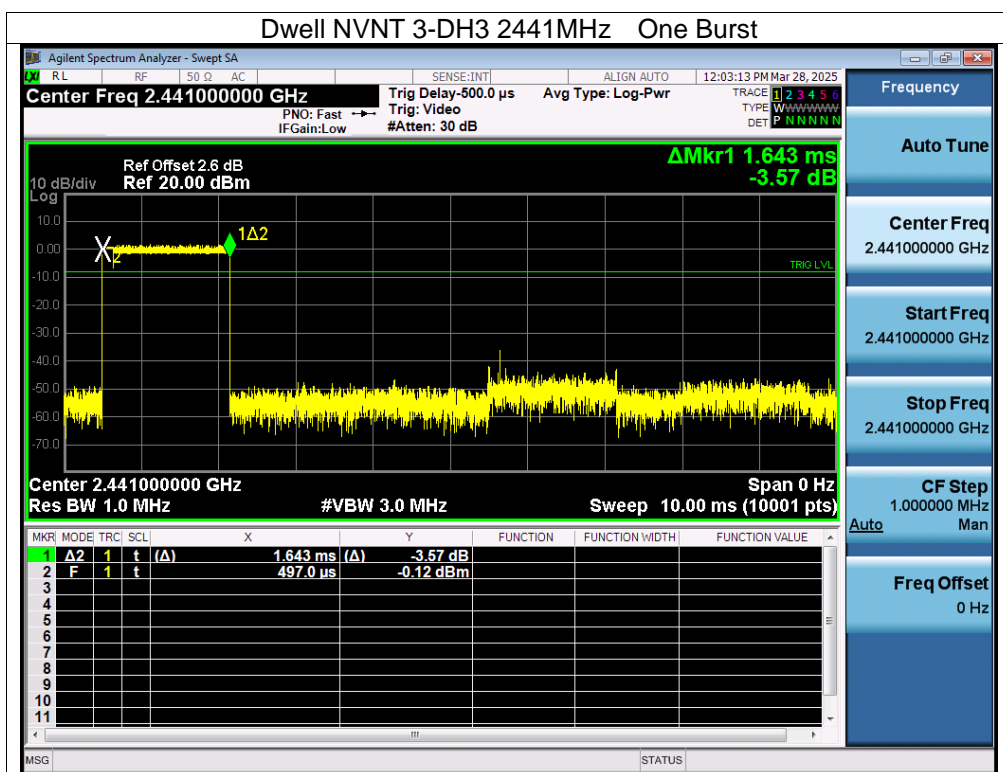 Dwell NVNT 3-DH3 2441MHz One Burst
Agilent Spectrum Analyzer - Swept SA
LXI RL RF 50 Ω AC SENSE:INT ALIGN AUTO 12:03:13 PM Mar 28, 2025
Center Freq 2.441000000 GHz Trig Delay-500.0 µs Avg Type: Log-Pwr TRACE 1 2 3 4 5 6
PNO: Fast Trig: Video TYPE WWWWWW
IFGain:Low #Atten: 30 dB DET P N N N N N
Frequency
Auto Tune
Center Freq
2.441000000 GHz
Start Freq
2.441000000 GHz
Stop Freq
2.441000000 GHz
CF Step
1.000000 MHz
Auto Man
Freq Offset
0 Hz
ΔMkr1 1.643 ms
-3.57 dB
Ref Offset 2.6 dB
10 dB/div Ref 20.00 dBm
Log
10.0
0.00
-10.0
-20.0
-30.0
-40.0
-50.0
-60.0
-70.0
1Δ2
2
TRIG LVL
Center 2.441000000 GHz Span 0 Hz
Res BW 1.0 MHz #VBW 3.0 MHz Sweep 10.00 ms (10001 pts)
MKR MODE TRC SCL X Y FUNCTION FUNCTION WIDTH FUNCTION VALUE
1 Δ2 1 t (Δ) 1.643 ms (Δ) -3.57 dB
2 F 1 t 497.0 µs -0.12 dBm
3
4
5
6
7
8
9
10
11
MSG STATUS